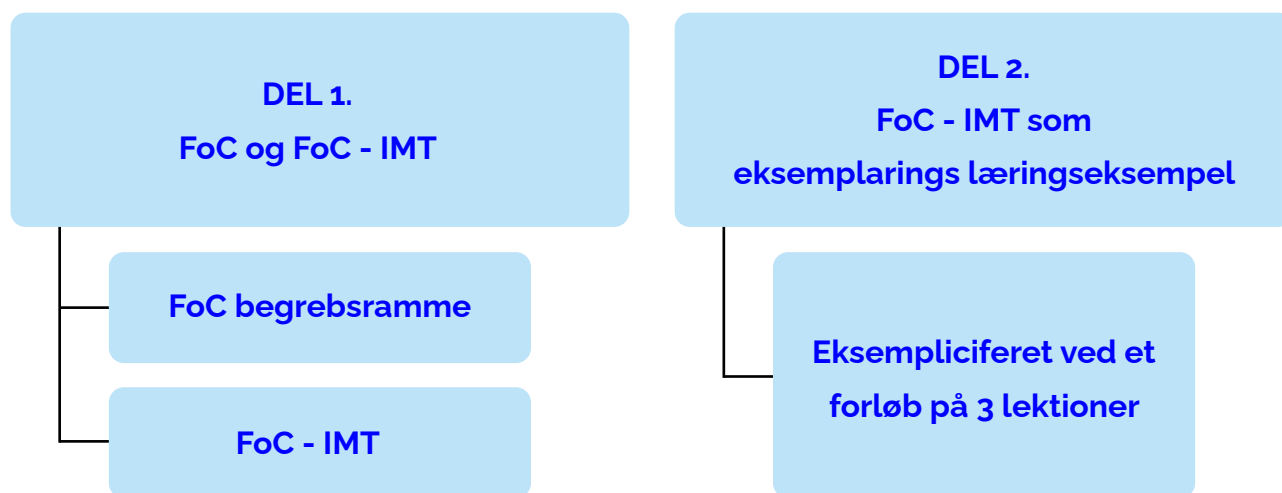 DEL 1.
FoC og FoC - IMT
FoC begrebsramme
FoC - IMT
DEL 2.
FoC - IMT som
eksemplarings læringseksempel
Eksempliciferet ved et
forløb på 3 lektioner